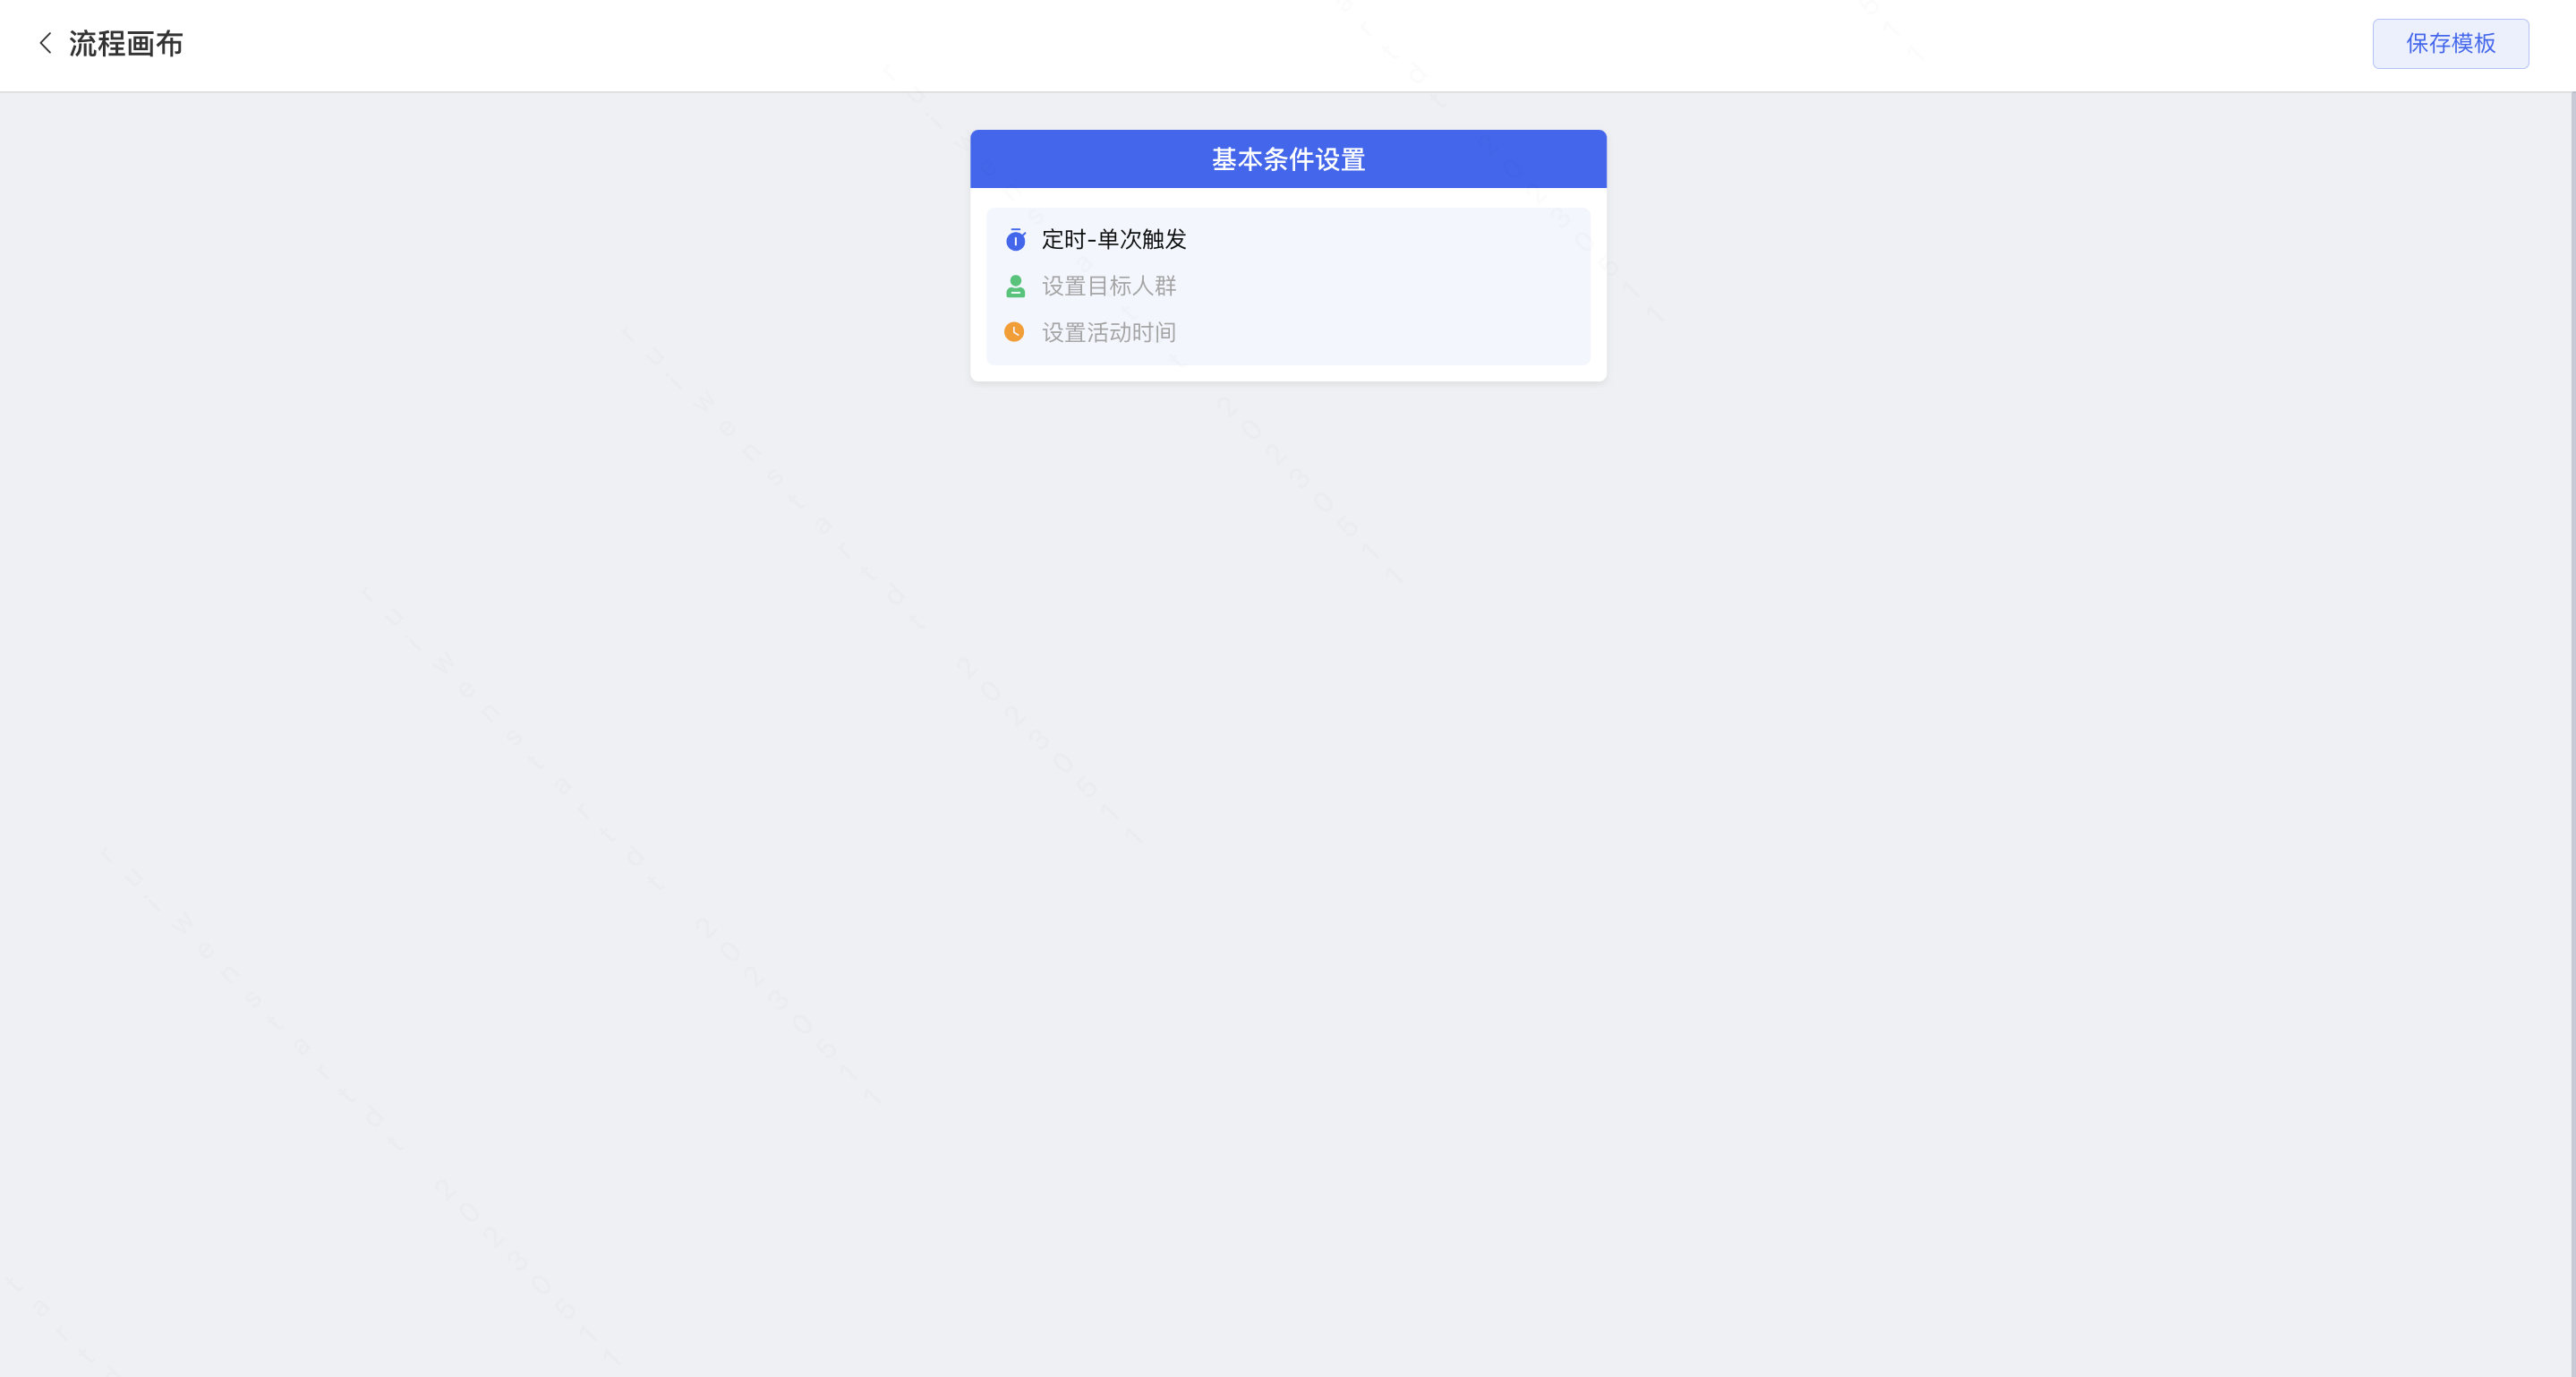 流程画布
保存模板
基本条件设置
定时-单次触发
设置目标人群
设置活动时间